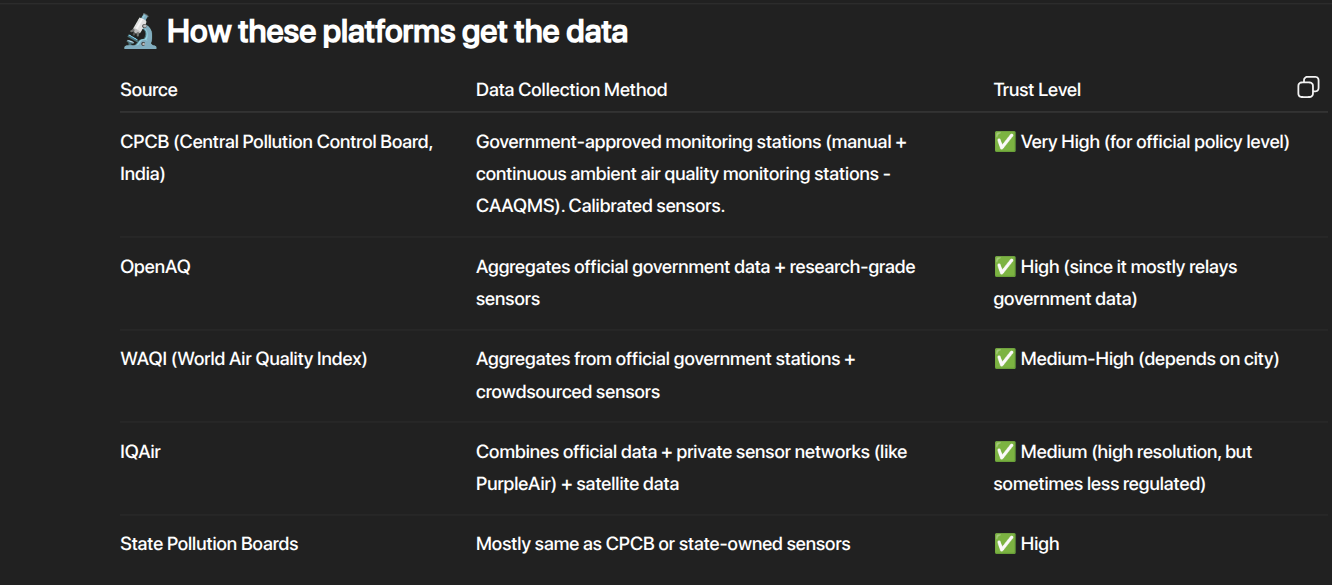 🔬 How these platforms get the data
Source Data Collection Method Trust Level
CPCB (Central Pollution Control Board, Government-approved monitoring stations (manual + ✅ Very High (for official policy level)
India) continuous ambient air quality monitoring stations -
CAAQMS). Calibrated sensors.
OpenAQ Aggregates official government data + research-grade ✅ High (since it mostly relays
sensors government data)
WAQI (World Air Quality Index) Aggregates from official government stations + ✅ Medium-High (depends on city)
crowdsourced sensors
IQAir Combines official data + private sensor networks (like ✅ Medium (high resolution, but
PurpleAir) + satellite data sometimes less regulated)
State Pollution Boards Mostly same as CPCB or state-owned sensors ✅ High